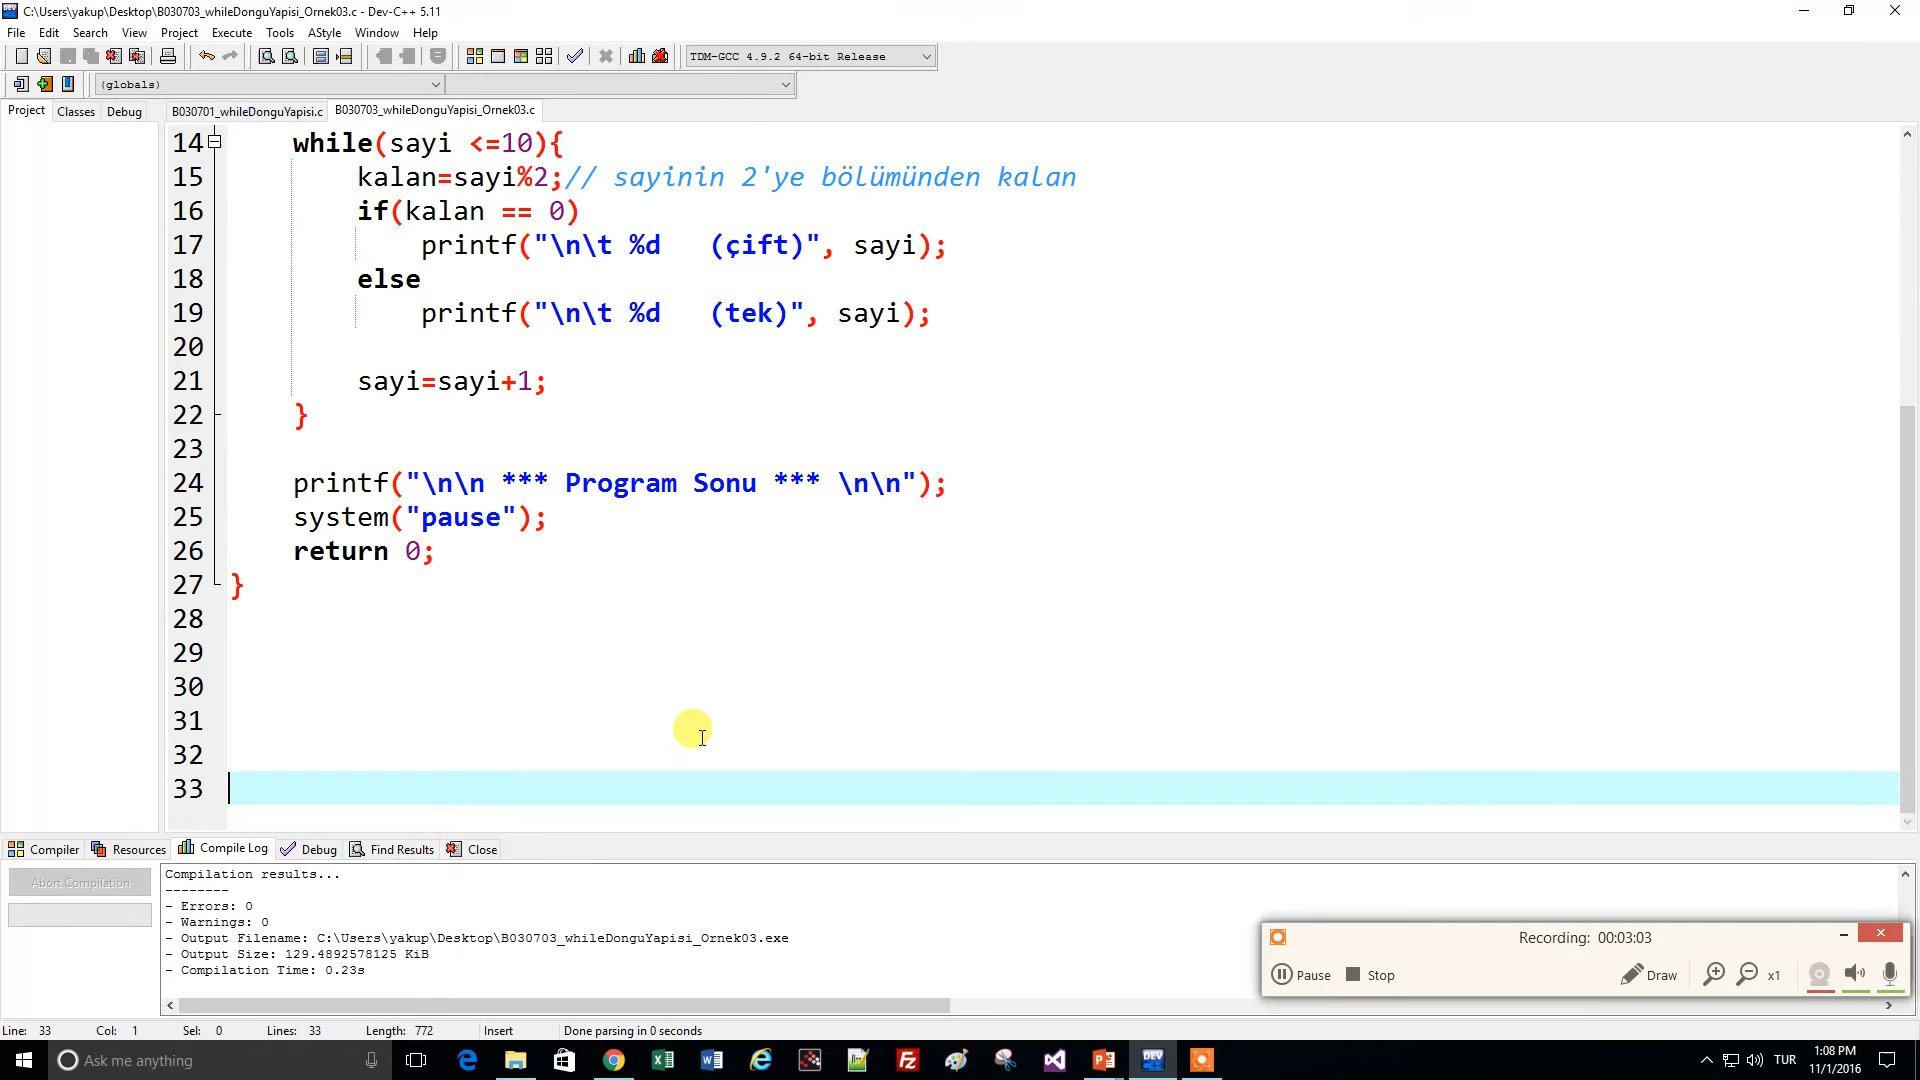 C:\Users\yakup\Desktop\B030703_whileDonguYapisi_Ornek03.c - Dev-C++ 5.11
File Edit Search View Project Execute Tools AStyle Window Help
TDM-GCC 4.9.2 64-bit Release
(globals)
Project Classes Debug B030701_whileDonguYapisi.c B030703_whileDonguYapisi_Ornek03.c
14 while(sayi <=10){
15 kalan=sayi%2;// sayinin 2'ye bölümünden kalan
16 if(kalan == 0)
17 printf("\n\t %d   (çift)", sayi);
18 else
19 printf("\n\t %d   (tek)", sayi);
20
21 sayi=sayi+1;
22 }
23
24 printf("\n\n *** Program Sonu *** \n\n");
25 system("pause");
26 return 0;
27 }
28
29
30
31
32
33
Compiler Resources Compile Log Debug Find Results Close
Abort Compilation
Compilation results...
--------
- Errors: 0
- Warnings: 0
- Output Filename: C:\Users\yakup\Desktop\B030703_whileDonguYapisi_Ornek03.exe
- Output Size: 129.4892578125 KiB
- Compilation Time: 0.23s
Recording: 00:03:03
Pause Stop Draw x1
Line: 33 Col: 1 Sel: 0 Lines: 33 Length: 772 Insert Done parsing in 0 seconds
Ask me anything
TUR
1:08 PM
11/1/2016